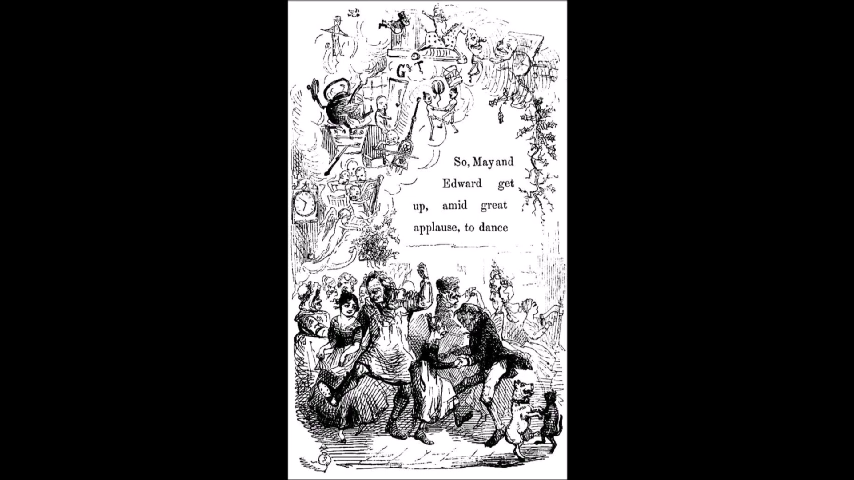 G & T
So, May and
Edward get
up, amid great
applause, to dance